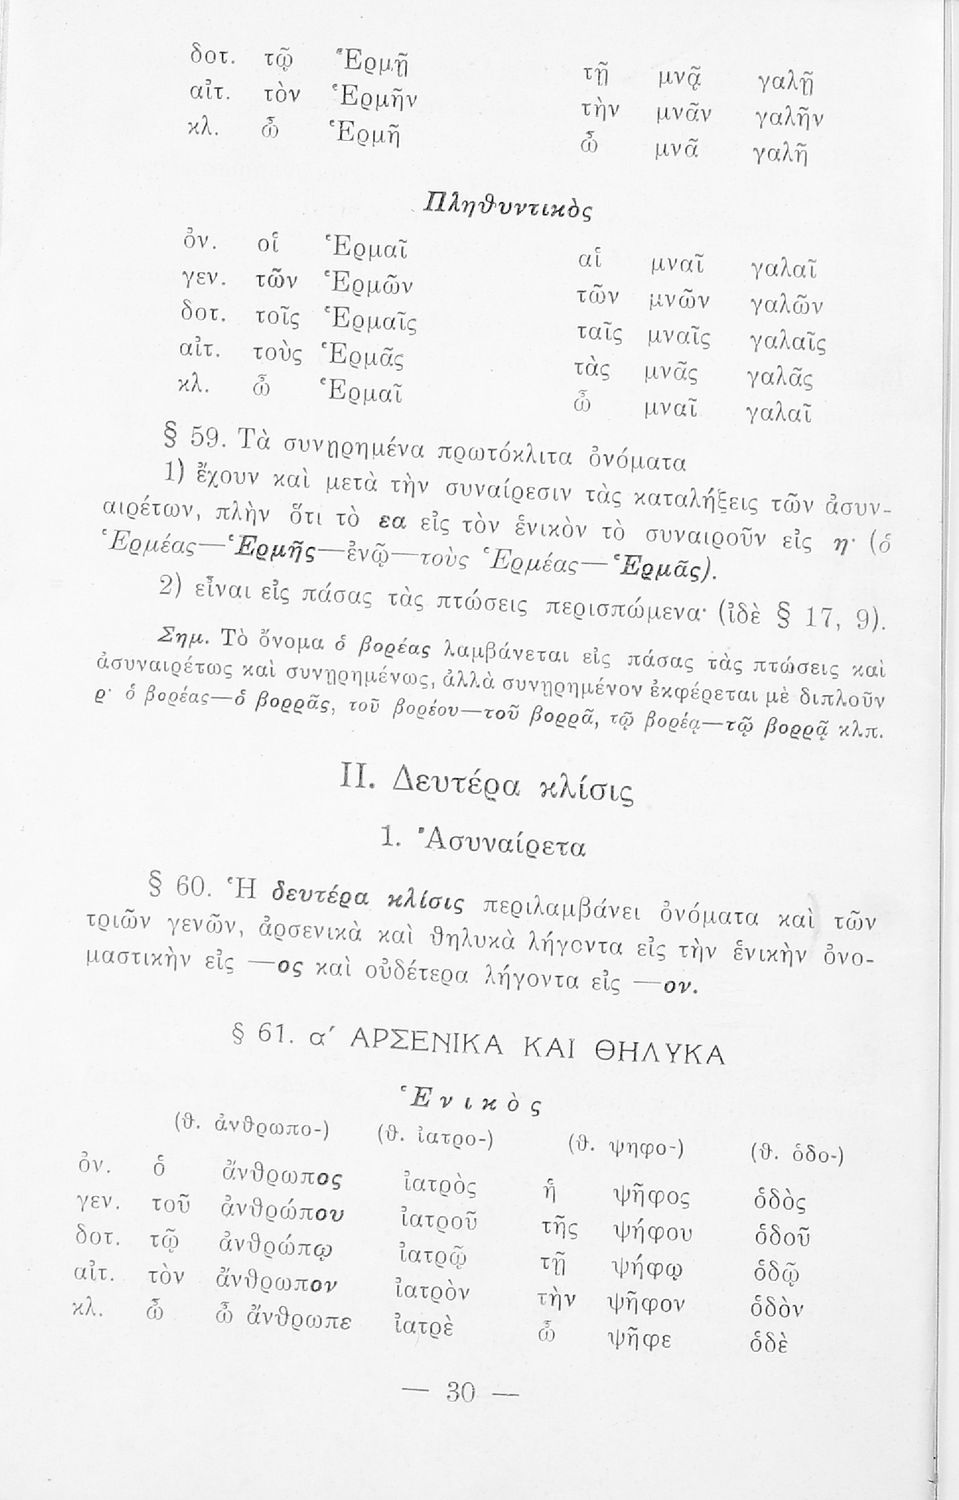 δοτ. τῷ Ἑρμῇ τῇ μνᾷ γαλῇ
αἰτ. τὸν Ἑρμῆν τὴν μνᾶν γαλῆν
κλ. ὦ Ἑρμῆ ὦ μνᾶ γαλῆ
Πληθυντικὸς
ὀν. οἱ Ἑρμαῖ αἱ μναῖ γαλαῖ
γεν. τῶν Ἑρμῶν τῶν μνῶν γαλῶν
δοτ. τοῖς Ἑρμαῖς ταῖς μναῖς γαλαῖς
αἰτ. τοὺς Ἑρμᾶς τὰς μνᾶς γαλᾶς
κλ. ὦ Ἑρμαῖ ὦ μναῖ γαλαῖ
§ 59. Τὰ συνῃρημένα πρωτόκλιτα ὀνόματα
1) ἔχουν καὶ μετὰ τὴν συναίρεσιν τὰς καταλήξεις τῶν ἀσυν-
αιρέτων, πλὴν ὅτι τὸ εα εἰς τὸν ἑνικὸν τὸ συναιροῦν εἰς η· (ὁ
Ἑρμέας—Ἑρμῆς—ἐνῷ—τοὺς Ἑρμέας—Ἑρμᾶς).
2) εἶναι εἰς πάσας τὰς πτώσεις περισπώμενα· (ἰδὲ § 17, 9).
Σημ. Τὸ ὄνομα ὁ βορέας λαμβάνεται εἰς πάσας τὰς πτώσεις καὶ
ἀσυναιρέτως καὶ συνῃρημένως, ἀλλὰ συνῃρημένον ἐκφέρεται μὲ διπλοῦν
ρ· ὁ βορέας—ὁ βορρᾶς, τοῦ βορέου—τοῦ βορρᾶ, τῷ βορέᾳ—τῷ βορρᾷ κλπ.
II. Δευτέρα κλίσις
1. Ἀσυναίρετα
§ 60. Ἡ δευτέρα κλίσις περιλαμβάνει ὀνόματα καὶ τῶν
τριῶν γενῶν, ἀρσενικὰ καὶ θηλυκὰ λήγοντα εἰς τὴν ἑνικὴν ὀνο-
μαστικὴν εἰς —ος καὶ οὐδέτερα λήγοντα εἰς —ον.
§ 61. α΄ ΑΡΣΕΝΙΚΑ ΚΑΙ ΘΗΛΥΚΑ
Ἑνικὸς
(θ. ἀνθρωπο-) (θ. ἰατρο-) (θ. ψηφο-) (θ. ὁδο-)
ὀν. ὁ ἄνθρωπος ἰατρὸς ἡ ψῆφος ὁδὸς
γεν. τοῦ ἀνθρώπου ἰατροῦ τῆς ψήφου ὁδοῦ
δοτ. τῷ ἀνθρώπῳ ἰατρῷ τῇ ψήφῳ ὁδῷ
αἰτ. τὸν ἄνθρωπον ἰατρὸν τὴν ψῆφον ὁδὸν
κλ. ὦ ὦ ἄνθρωπε ἰατρὲ ὦ ψῆφε ὁδὲ
— 30 —